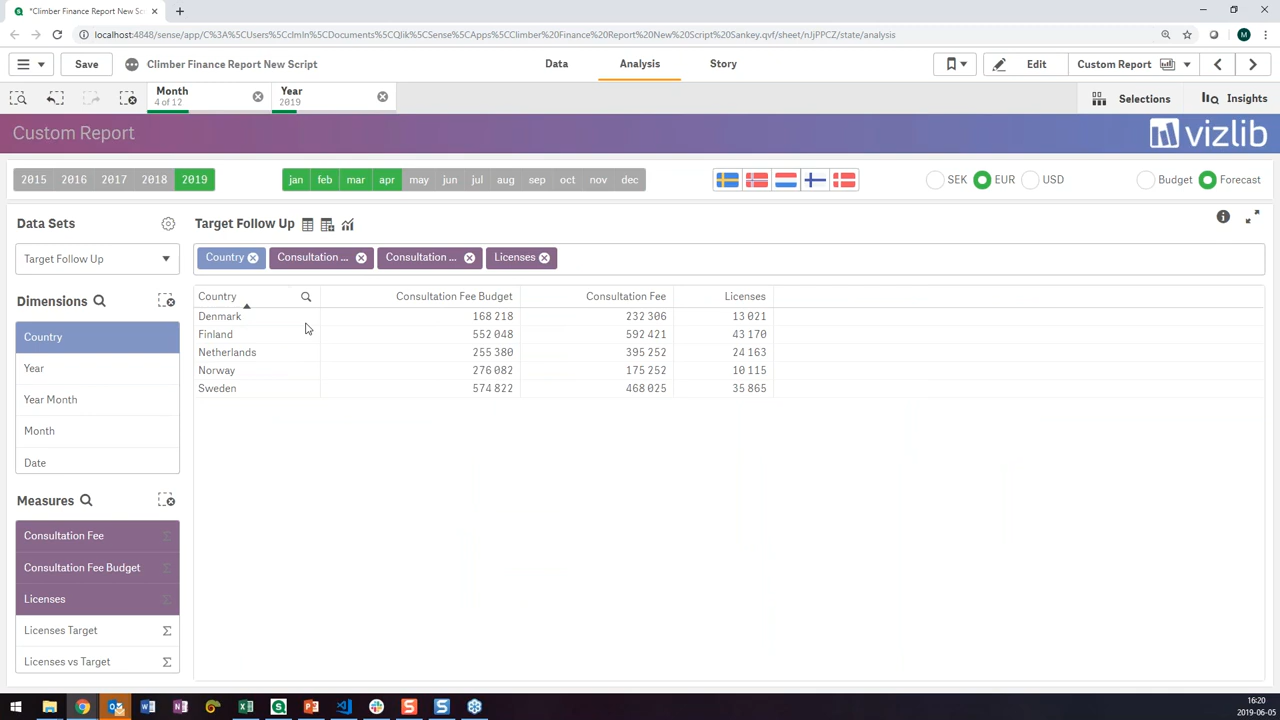 *Climber Finance Report New Scri
localhost:4848/sense/app/C%3A%5CUsers%5Cclmln%5CDocuments%5CQlik%5CSense%5CApps%5CClimber%20Finance%20Report%20New%20Script%20Sankey.qvf/sheet/nJjPPCZ/state/analysis
M
Save
Climber Finance Report New Script
Data
Analysis
Story
Edit
Custom Report
Month
4 of 12
Year
2019
Selections
Insights
Custom Report
vizlib
2015 2016 2017 2018 2019
jan feb mar apr may jun jul aug sep oct nov dec
SEK EUR USD
Budget Forecast
Data Sets
Target Follow Up
Target Follow Up
Country Consultation ... Consultation ... Licenses
Dimensions
Country
Year
Year Month
Month
Date
Measures
Consultation Fee
Consultation Fee Budget
Licenses
Licenses Target Σ
Licenses vs Target Σ
Country Consultation Fee Budget Consultation Fee Licenses
Denmark 168 218 232 306 13 021
Finland 552 048 592 421 43 170
Netherlands 255 380 395 252 24 163
Norway 276 082 175 252 10 115
Sweden 574 822 468 025 35 865
16:20
2019-06-05